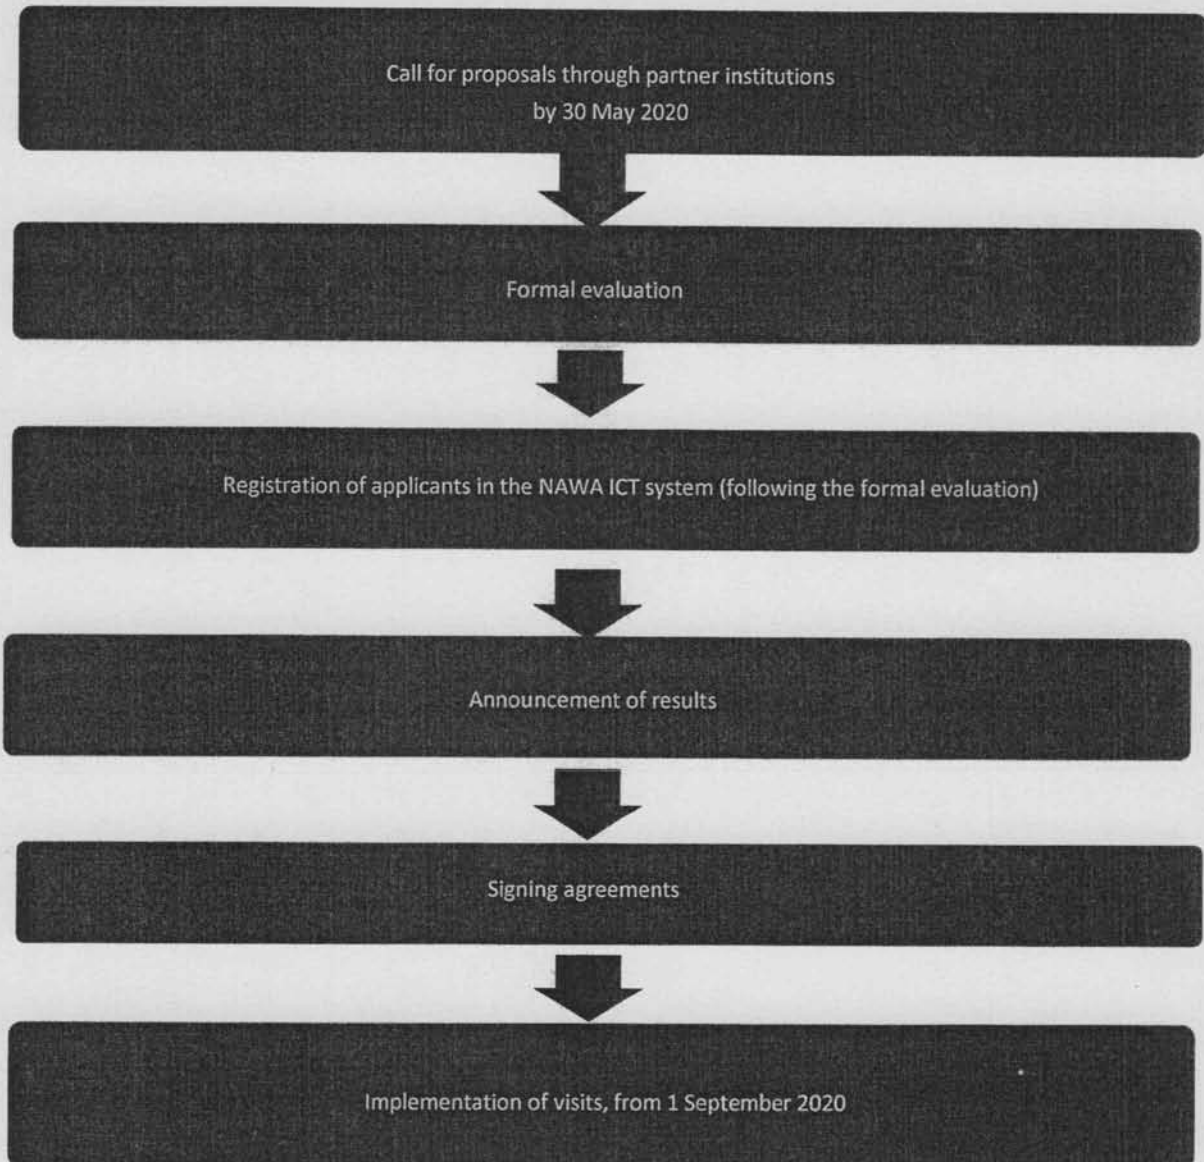 Call for proposals through partner institutions
by 30 May 2020
Formal evaluation
Registration of applicants in the NAWA ICT system (following the formal evaluation)
Announcement of results
Signing agreements
Implementation of visits, from 1 September 2020